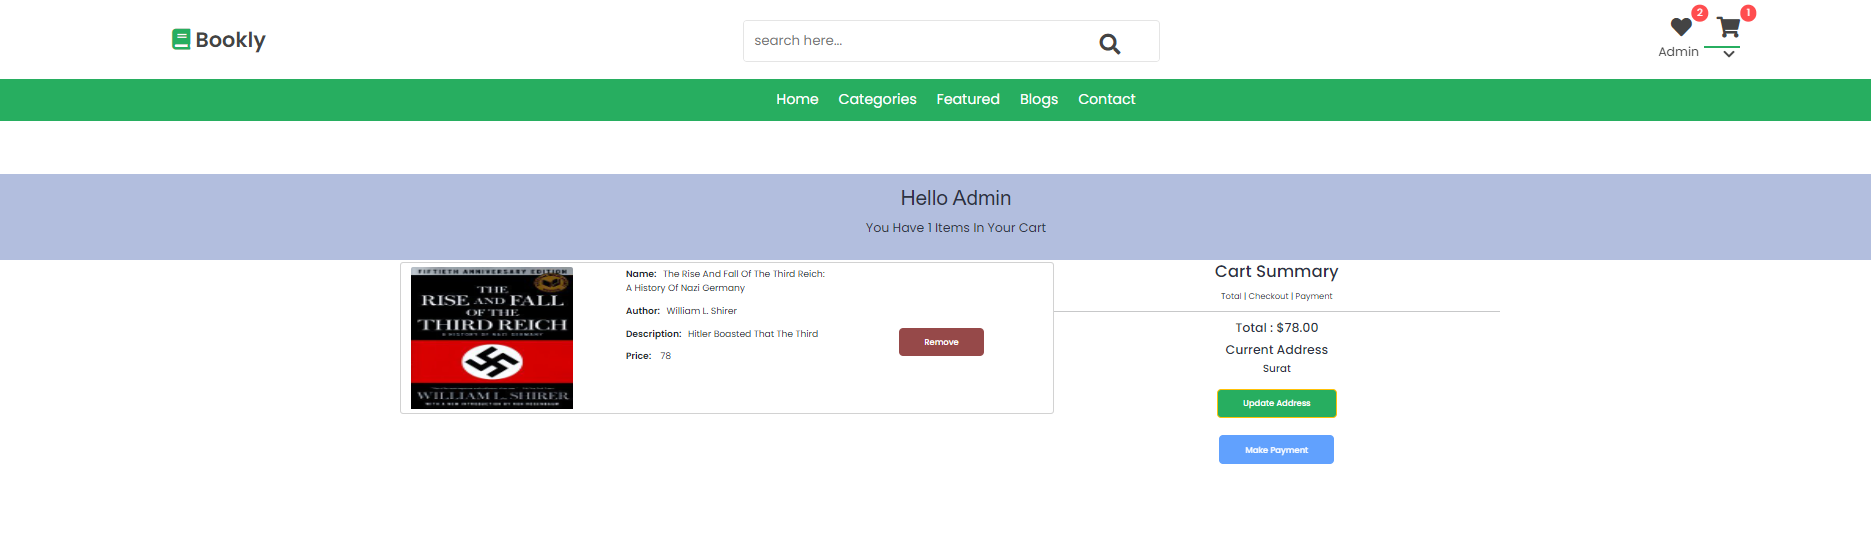 Bookly
search here...
2
1
Admin
Home Categories Featured Blogs Contact
Hello Admin
You Have 1 Items In Your Cart
FIFTIETH ANNIVERSARY EDITION
THE
RISE AND FALL
OF THE
THIRD REICH
A HISTORY OF NAZI GERMANY
WILLIAM L. SHIRER
Name: The Rise And Fall Of The Third Reich:
A History Of Nazi Germany
Author: William L. Shirer
Description: Hitler Boasted That The Third
Price: 78
Remove
Cart Summary
Total | Checkout | Payment
Total : $78.00
Current Address
Surat
Update Address
Make Payment